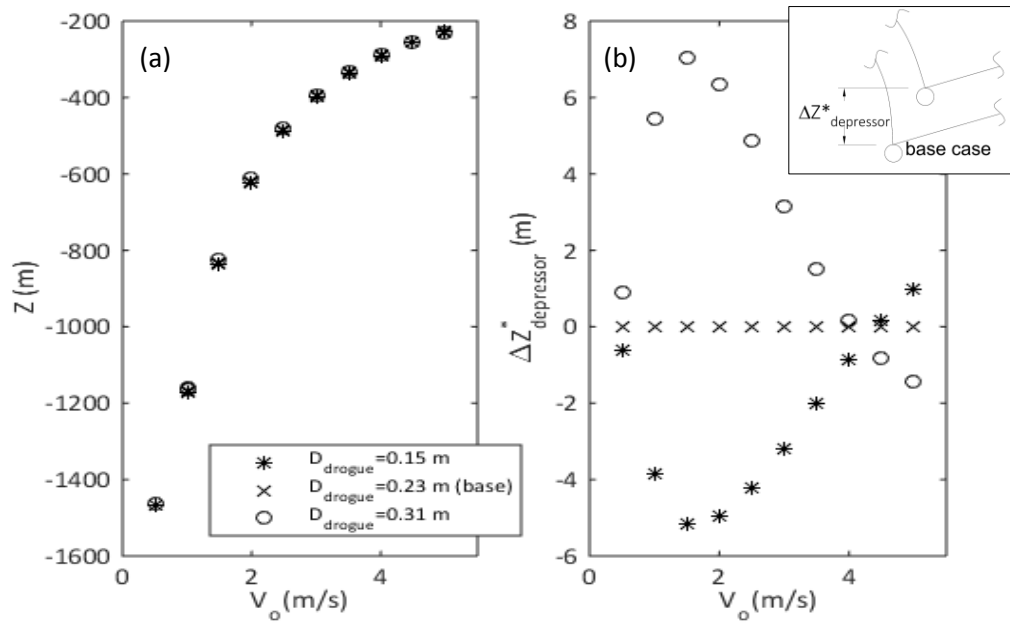 (a)
-200
-400
-600
-800
-1000
-1200
-1400
-1600
Z (m)
0
2
4
V_o(m/s)
D_drogue=0.15 m
D_drogue=0.23 m (base)
D_drogue=0.31 m
(b)
8
6
4
2
0
-2
-4
-6
ΔZ*_depressor (m)
0
2
4
V_o(m/s)
ΔZ*_depressor
base case